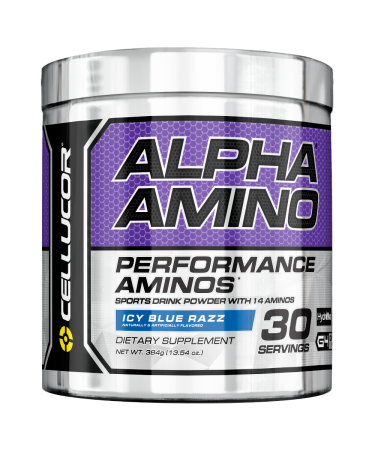 CELLUCOR
ALPHA
AMINO
PERFORMANCE
AMINOS*
SPORTS DRINK POWDER WITH 14 AMINOS
ICY BLUE RAZZ
NATURALLY & ARTIFICIALLY FLAVORED
DIETARY SUPPLEMENT
NET WT. 384g (13.54 oz.)
30
SERVINGS
G4